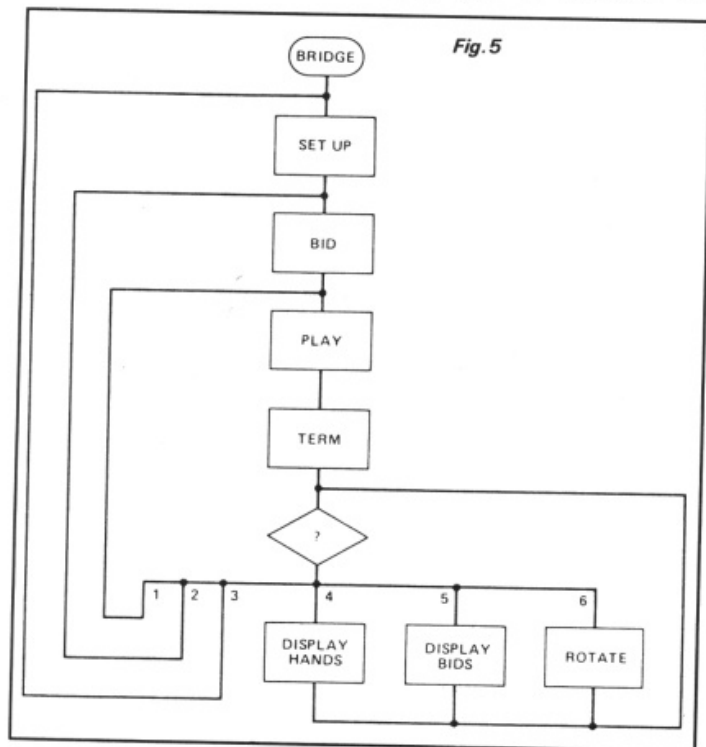 Fig. 5
BRIDGE
SET UP
BID
PLAY
TERM
?
1
2
3
4
5
6
DISPLAY
HANDS
DISPLAY
BIDS
ROTATE